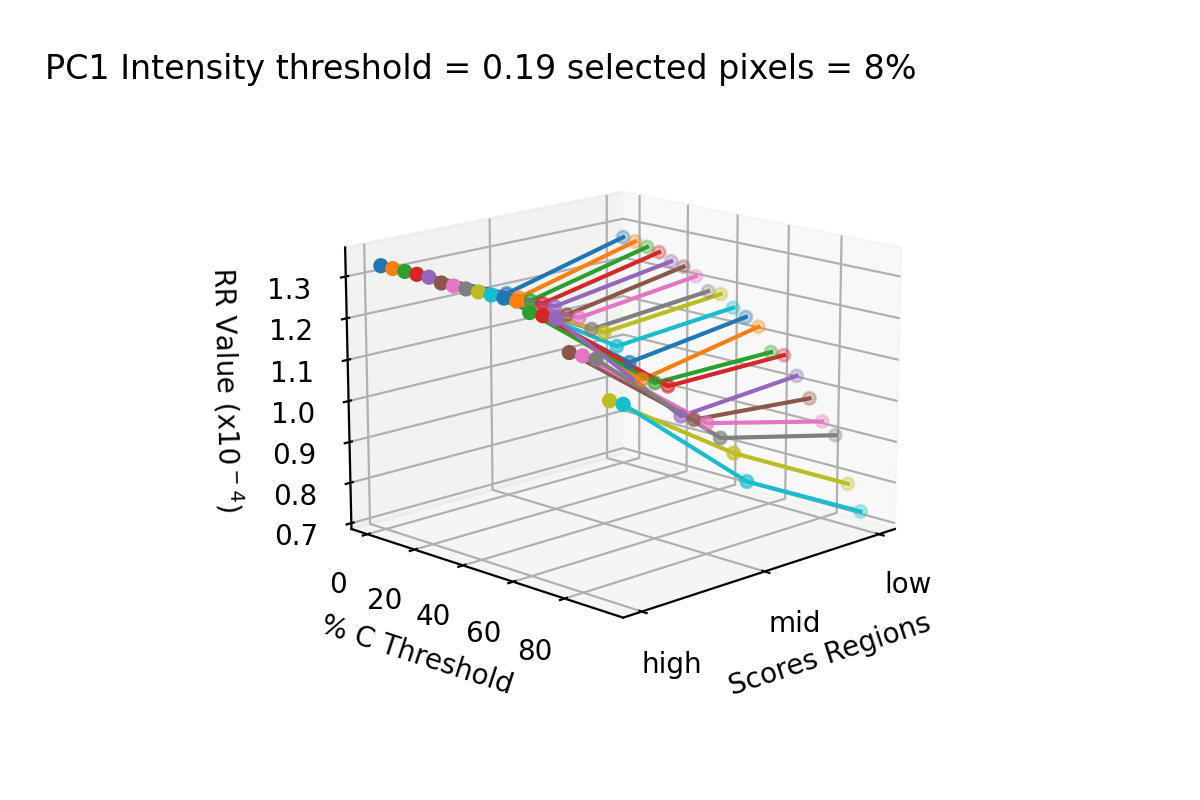 PC1 Intensity threshold = 0.19 selected pixels = 8%
RR Value (x10⁻⁴)
1.3
1.2
1.1
1.0
0.9
0.8
0.7
0
20
40
60
80
% C Threshold
high
mid
low
Scores Regions